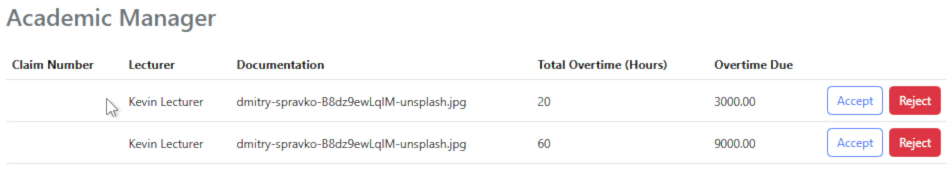 Academic Manager
Claim Number Lecturer Documentation Total Overtime (Hours) Overtime Due
Kevin Lecturer dmitry-spravko-B8dz9ewLqIM-unsplash.jpg 20 3000.00 Accept Reject
Kevin Lecturer dmitry-spravko-B8dz9ewLqIM-unsplash.jpg 60 9000.00 Accept Reject